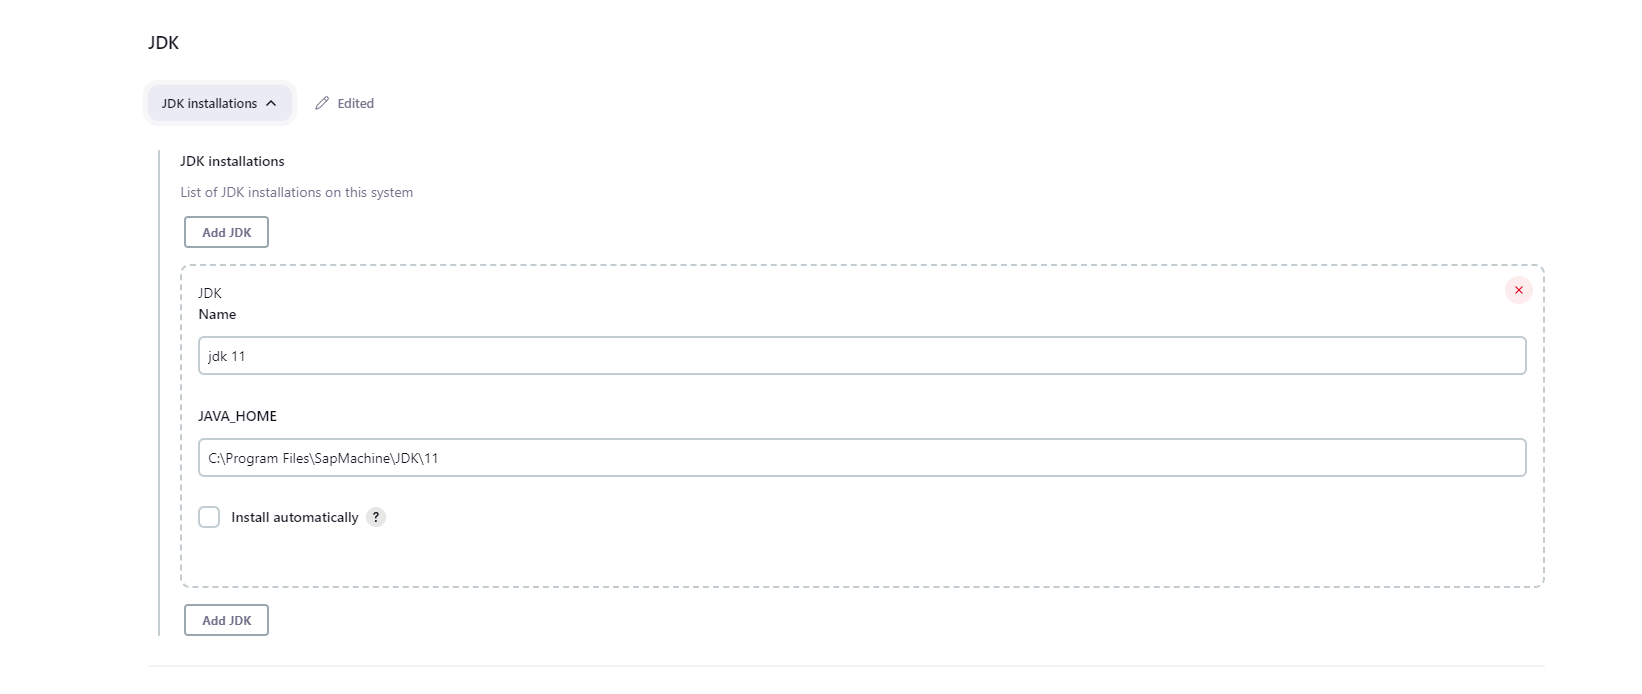 JDK
JDK installations
Edited
JDK installations
List of JDK installations on this system
Add JDK
JDK
Name
jdk 11
JAVA_HOME
C:\Program Files\SapMachine\JDK\11
Install automatically ?
Add JDK